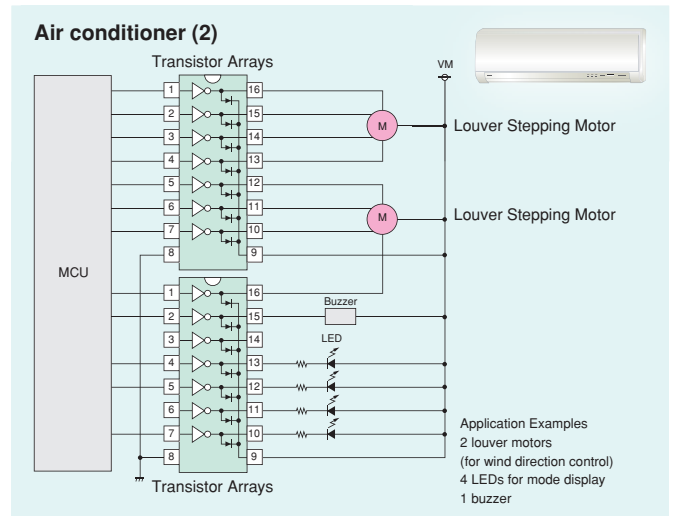 Air conditioner (2)
Transistor Arrays
VM
1 16
2 15
3 14
4 13
5 12
6 11
7 10
8 9
M
Louver Stepping Motor
M
Louver Stepping Motor
MCU
1 16
2 15
3 14
4 13
5 12
6 11
7 10
8 9
Buzzer
LED
Transistor Arrays
Application Examples
2 louver motors
(for wind direction control)
4 LEDs for mode display
1 buzzer